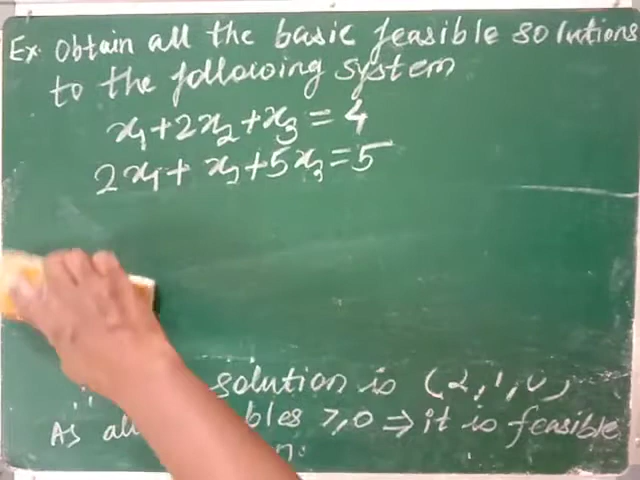 Ex. Obtain all the basic feasible solutions
to the following system
x₁+2x₂+x₃=4
2x₁+x₂+5x₃=5
solution is (2,1,0)
As all bles ≥0 ⇒ it is feasible
n.